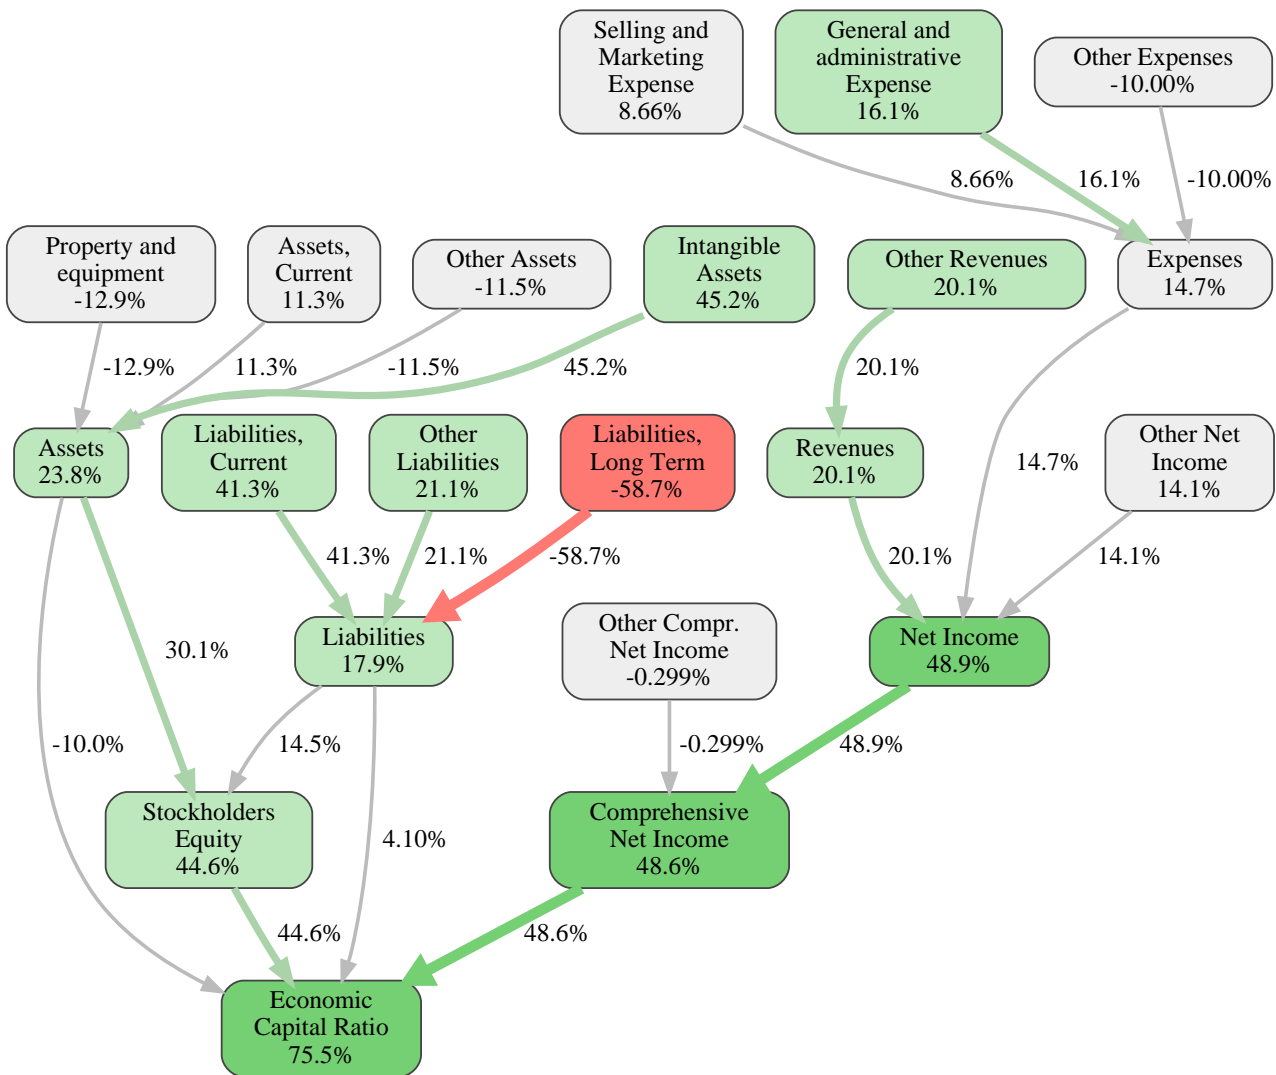 Selling and
Marketing
Expense
8.66%
General and
administrative
Expense
16.1%
Other Expenses
-10.00%
8.66%
16.1%
-10.00%
Property and
equipment
-12.9%
Assets,
Current
11.3%
Other Assets
-11.5%
Intangible
Assets
45.2%
Other Revenues
20.1%
Expenses
14.7%
-12.9%
11.3%
-11.5%
45.2%
20.1%
Assets
23.8%
Liabilities,
Current
41.3%
Other
Liabilities
21.1%
Liabilities,
Long Term
-58.7%
Revenues
20.1%
14.7%
Other Net
Income
14.1%
41.3%
21.1%
-58.7%
20.1%
14.1%
30.1%
Liabilities
17.9%
Other Compr.
Net Income
-0.299%
Net Income
48.9%
-10.0%
14.5%
-0.299%
48.9%
Stockholders
Equity
44.6%
4.10%
Comprehensive
Net Income
48.6%
44.6%
48.6%
Economic
Capital Ratio
75.5%